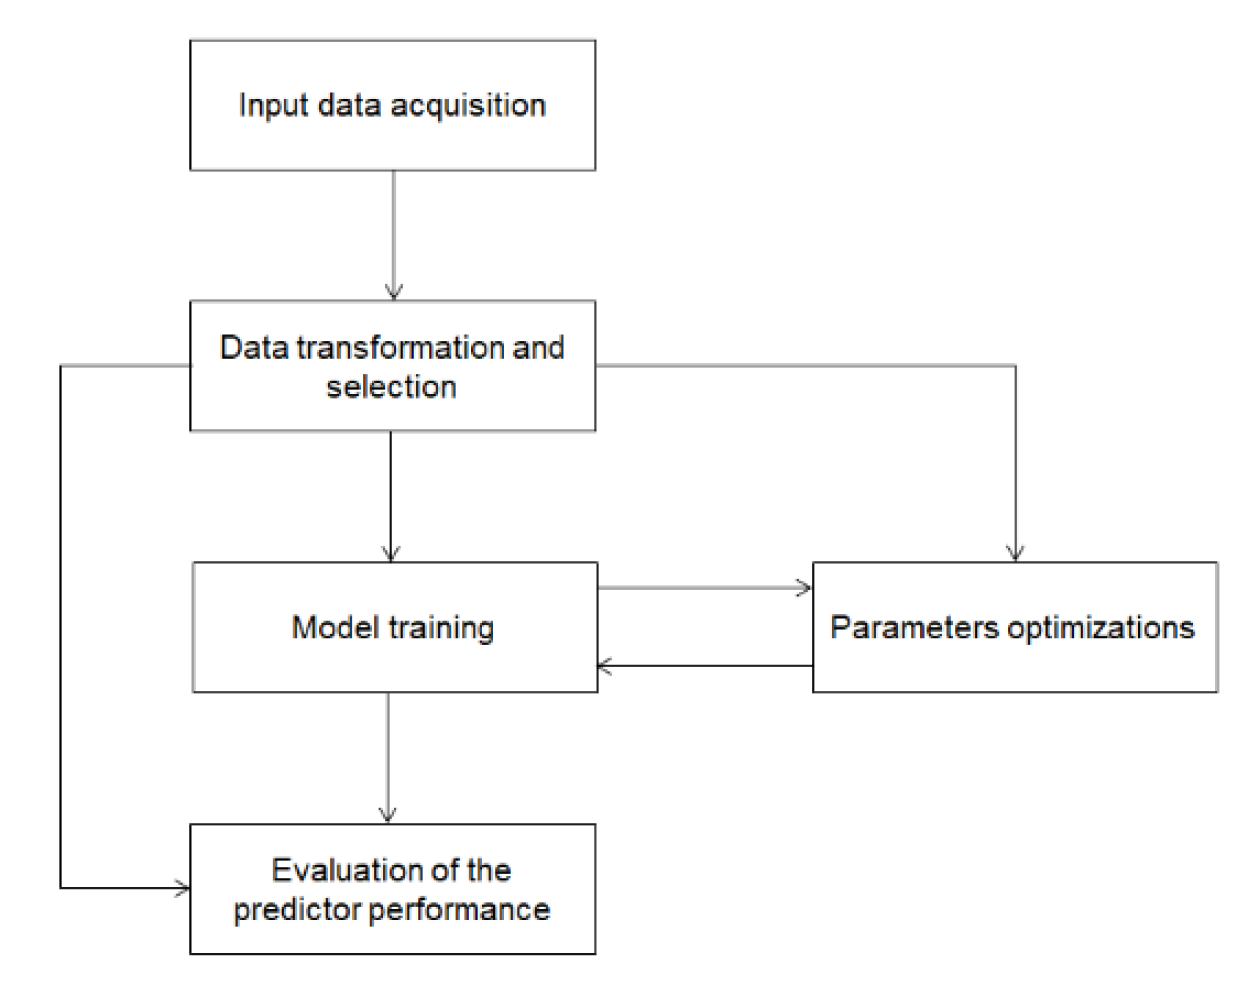 Input data acquisition
Data transformation and
selection
Model training
Parameters optimizations
Evaluation of the
predictor performance